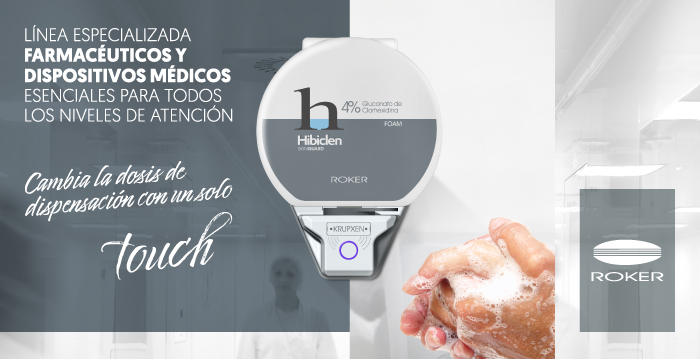 LÍNEA ESPECIALIZADA
FARMACÉUTICOS Y
DISPOSITIVOS MÉDICOS
ESENCIALES PARA TODOS
LOS NIVELES DE ATENCIÓN
Cambia la dosis de
dispensación con un solo
touch
h
4% Gluconato de
Clorhexidina
FOAM
Hibiclen
ROKER
•KRUPXEN•
ROKER